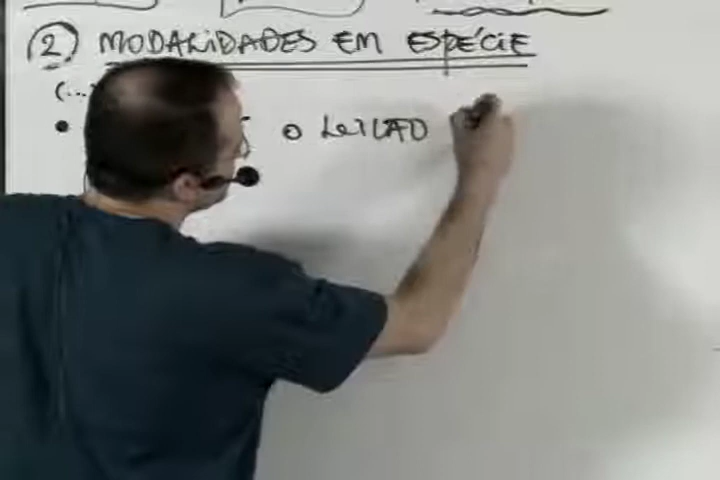 ② MODALIDADES EM ESPÉCIE
(...
• o LEILÃO